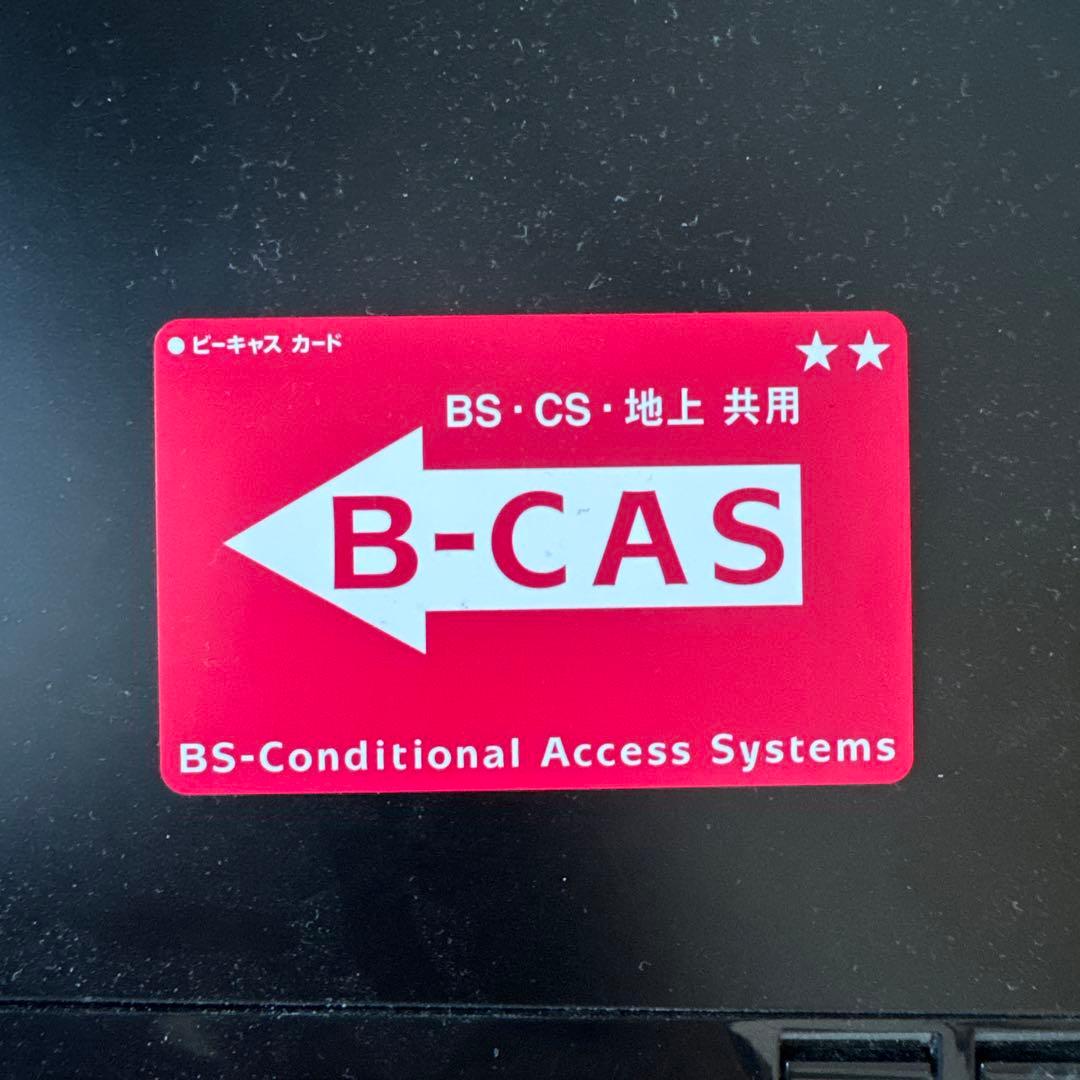 ●ビーキャス カード
★★
BS・CS・地上 共用
B-CAS
BS-Conditional Access Systems